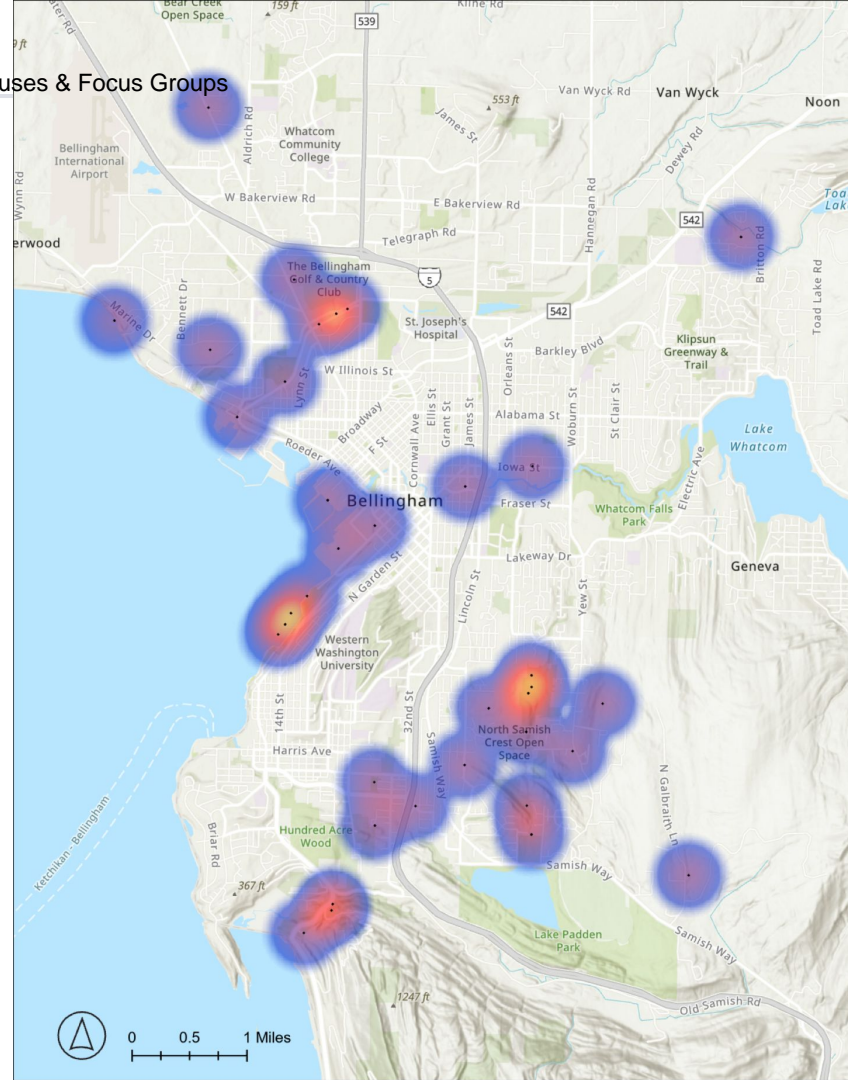 Bear Creek
Open Space
159 ft
Kline Rd
539
ft
uses & Focus Groups
Van Wyck Rd
Van Wyck
Noon
553 ft
James St
Aldrich Rd
Whatcom
Community
College
Dewey Rd
Bellingham
International
Airport
Wynn Rd
W Bakerview Rd
E Bakerview Rd
Hannegan Rd
542
Telegraph Rd
Britton Rd
erwood
The Bellingham
Golf & Country
Club
5
Toad Lake Rd
Marine Dr
Bennett Dr
542
St. Joseph's
Hospital
Orleans St
Barkley Blvd
Klipsun
Greenway &
Trail
W Illinois St
Lynn St
Broadway
F St
Cornwall Ave
Ellis St
Grant St
James St
Alabama St
Woburn St
St Clair St
Lake
Whatcom
Roeder Ave
Iowa St
Electric Ave
Bellingham
Fraser St
Whatcom Falls
Park
Lakeway Dr
Geneva
N Garden St
Lincoln St
Yew St
Western
Washington
University
14th St
32nd St
Samish Way
North Samish
Crest Open
Space
Harris Ave
N Galbraith Ln
Ketchikan - Bellingham
Briar Rd
Hundred Acre
Wood
Samish Way
367 ft
Lake Padden
Park
Samish Way
1247 ft
Old Samish Rd
0 0.5 1 Miles